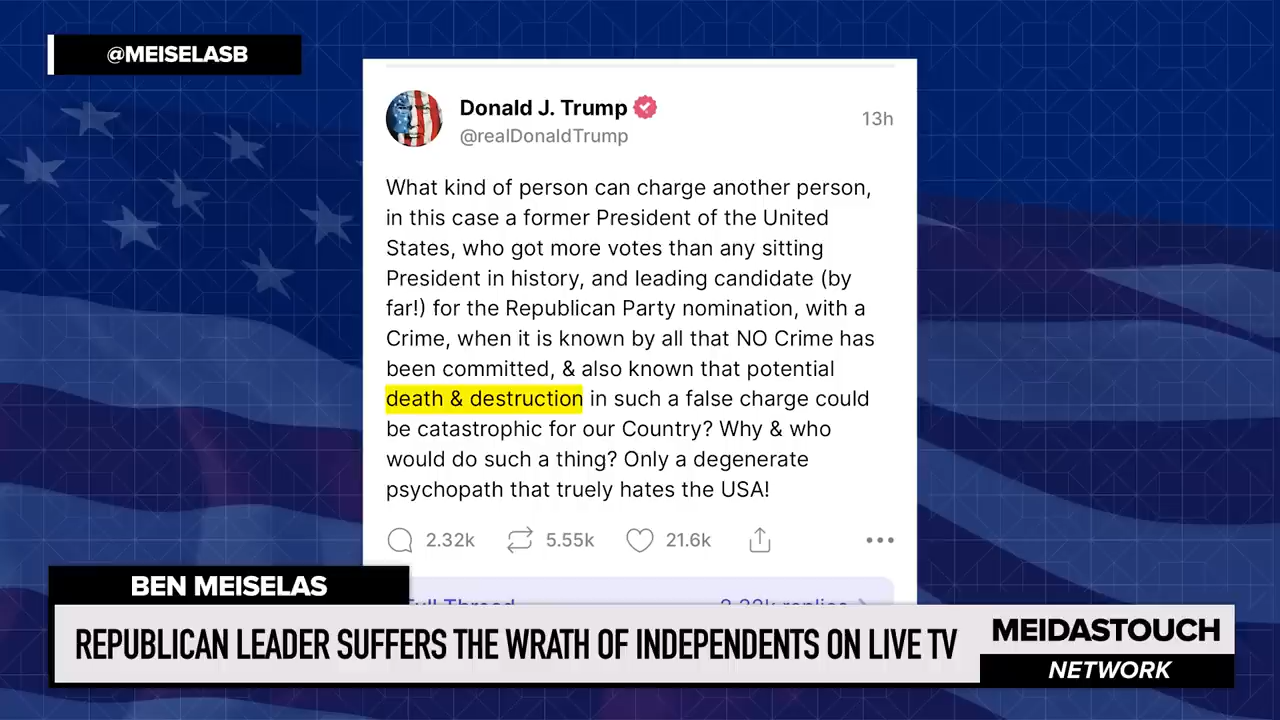 @MEISELASB
Donald J. Trump
@realDonaldTrump
13h
What kind of person can charge another person,
in this case a former President of the United
States, who got more votes than any sitting
President in history, and leading candidate (by
far!) for the Republican Party nomination, with a
Crime, when it is known by all that NO Crime has
been committed, & also known that potential
death & destruction in such a false charge could
be catastrophic for our Country? Why & who
would do such a thing? Only a degenerate
psychopath that truely hates the USA!
2.32k 5.55k 21.6k
Full Thread 2.32k replies
BEN MEISELAS
REPUBLICAN LEADER SUFFERS THE WRATH OF INDEPENDENTS ON LIVE TV
MEIDASTOUCH
NETWORK